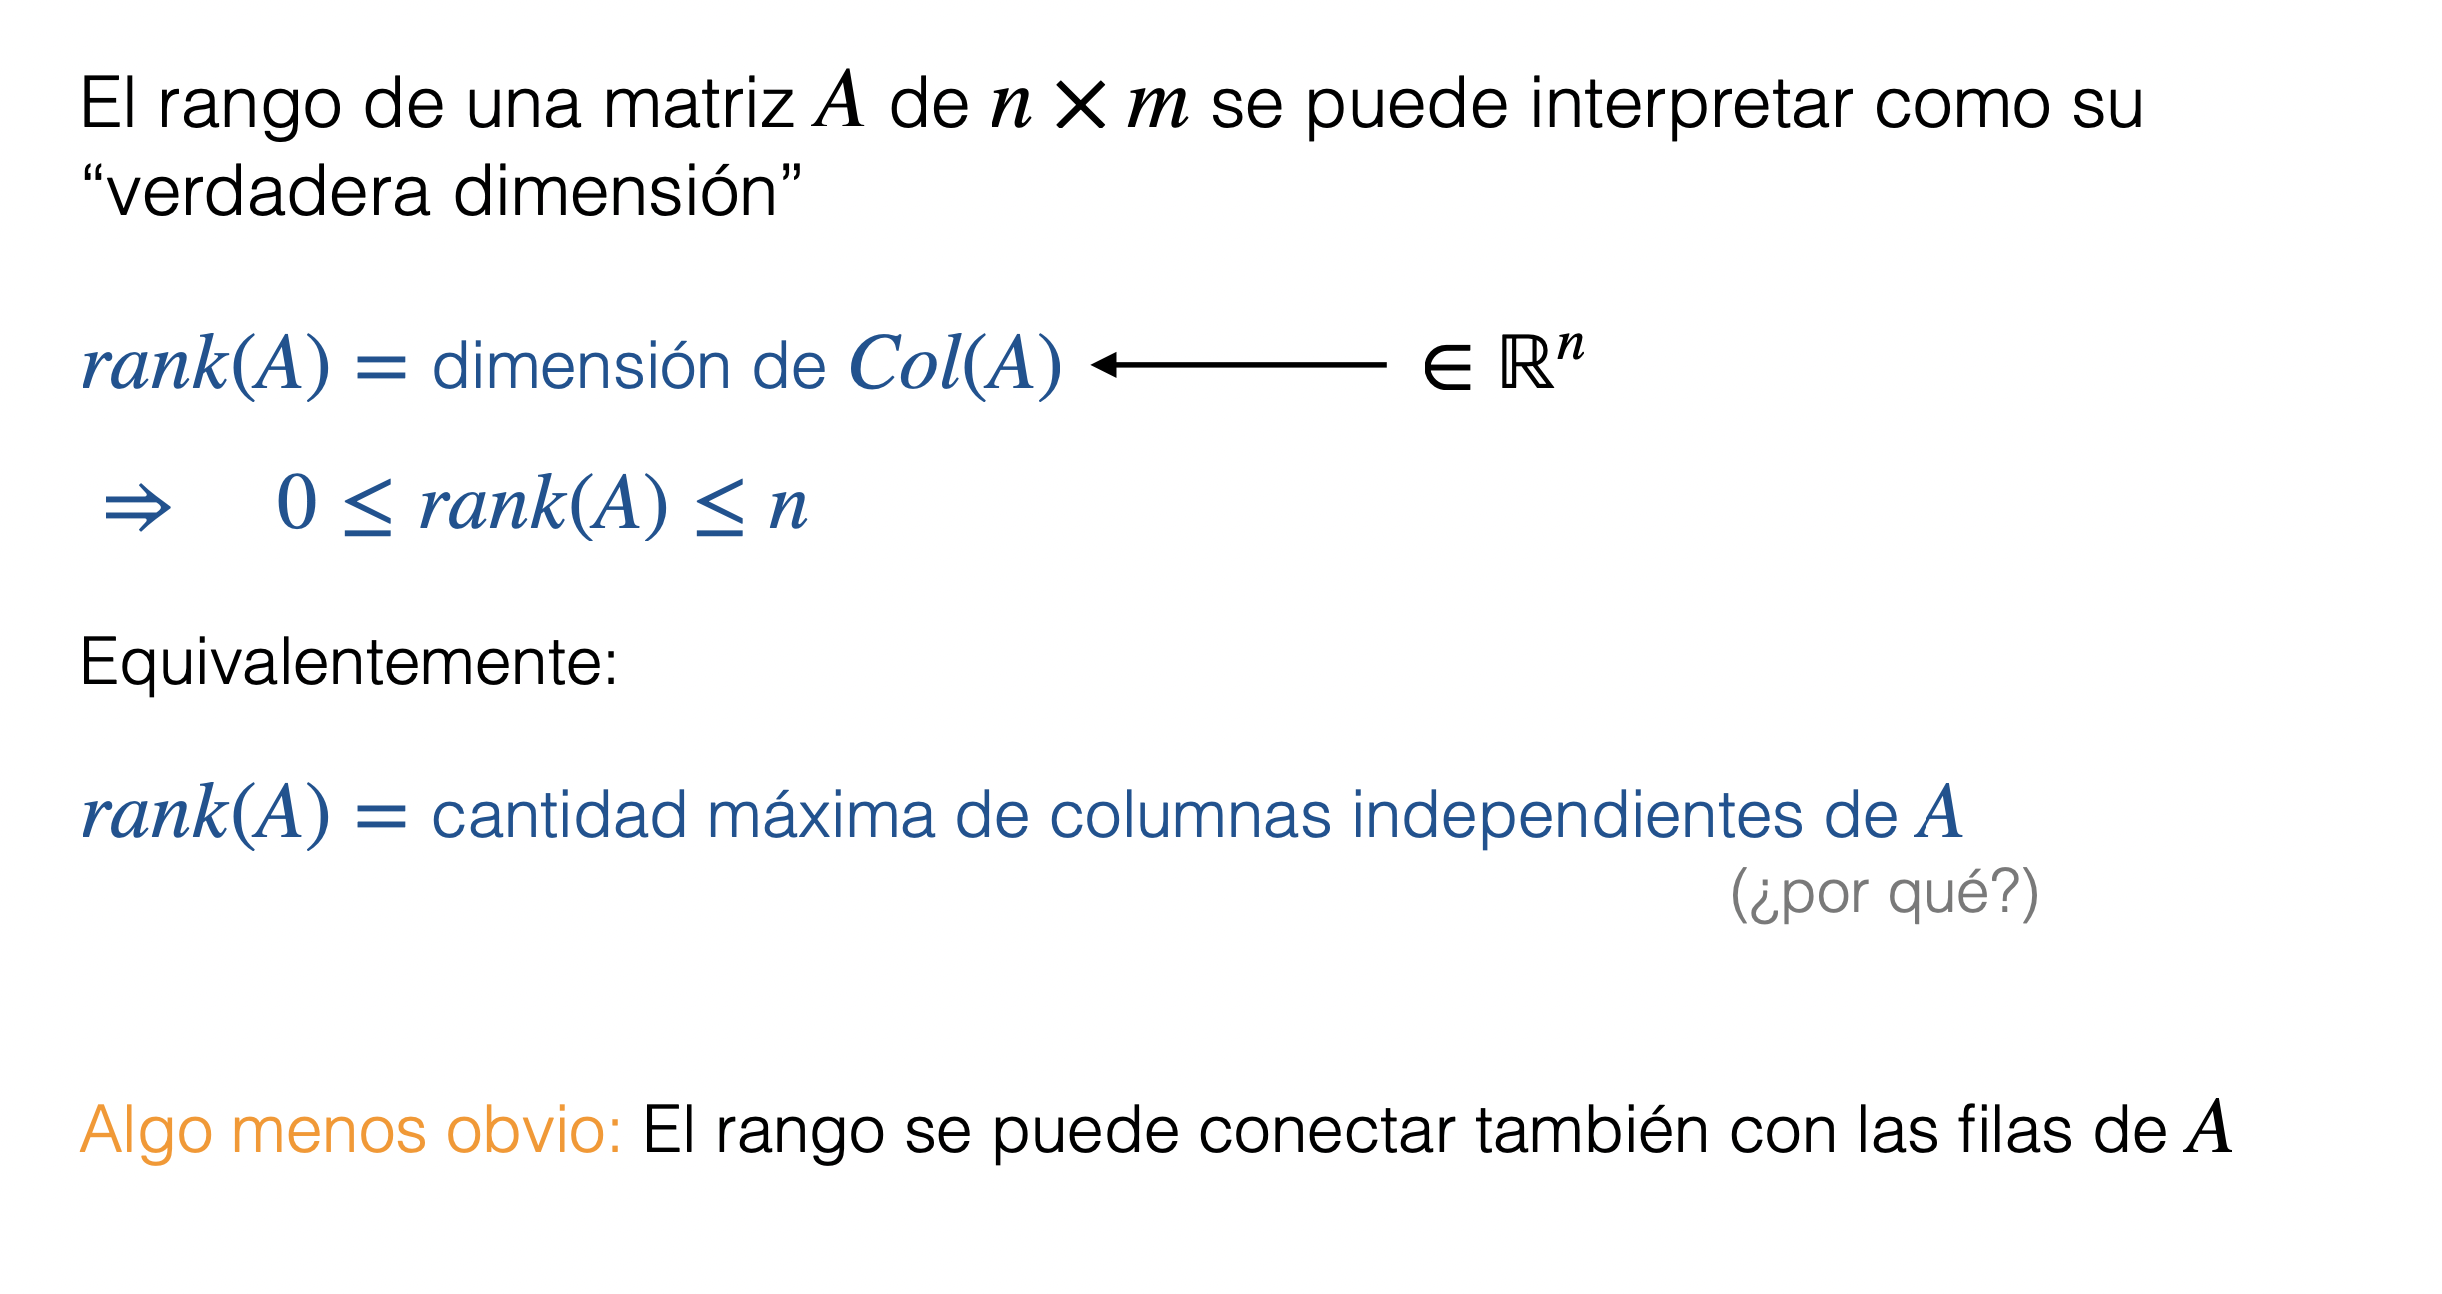 El rango de una matriz A de n × m se puede interpretar como su
“verdadera dimensión”
rank(A) = dimensión de Col(A) ⟵ ∈ ℝⁿ
⇒ 0 ≤ rank(A) ≤ n
Equivalentemente:
rank(A) = cantidad máxima de columnas independientes de A
(¿por qué?)
Algo menos obvio: El rango se puede conectar también con las filas de A